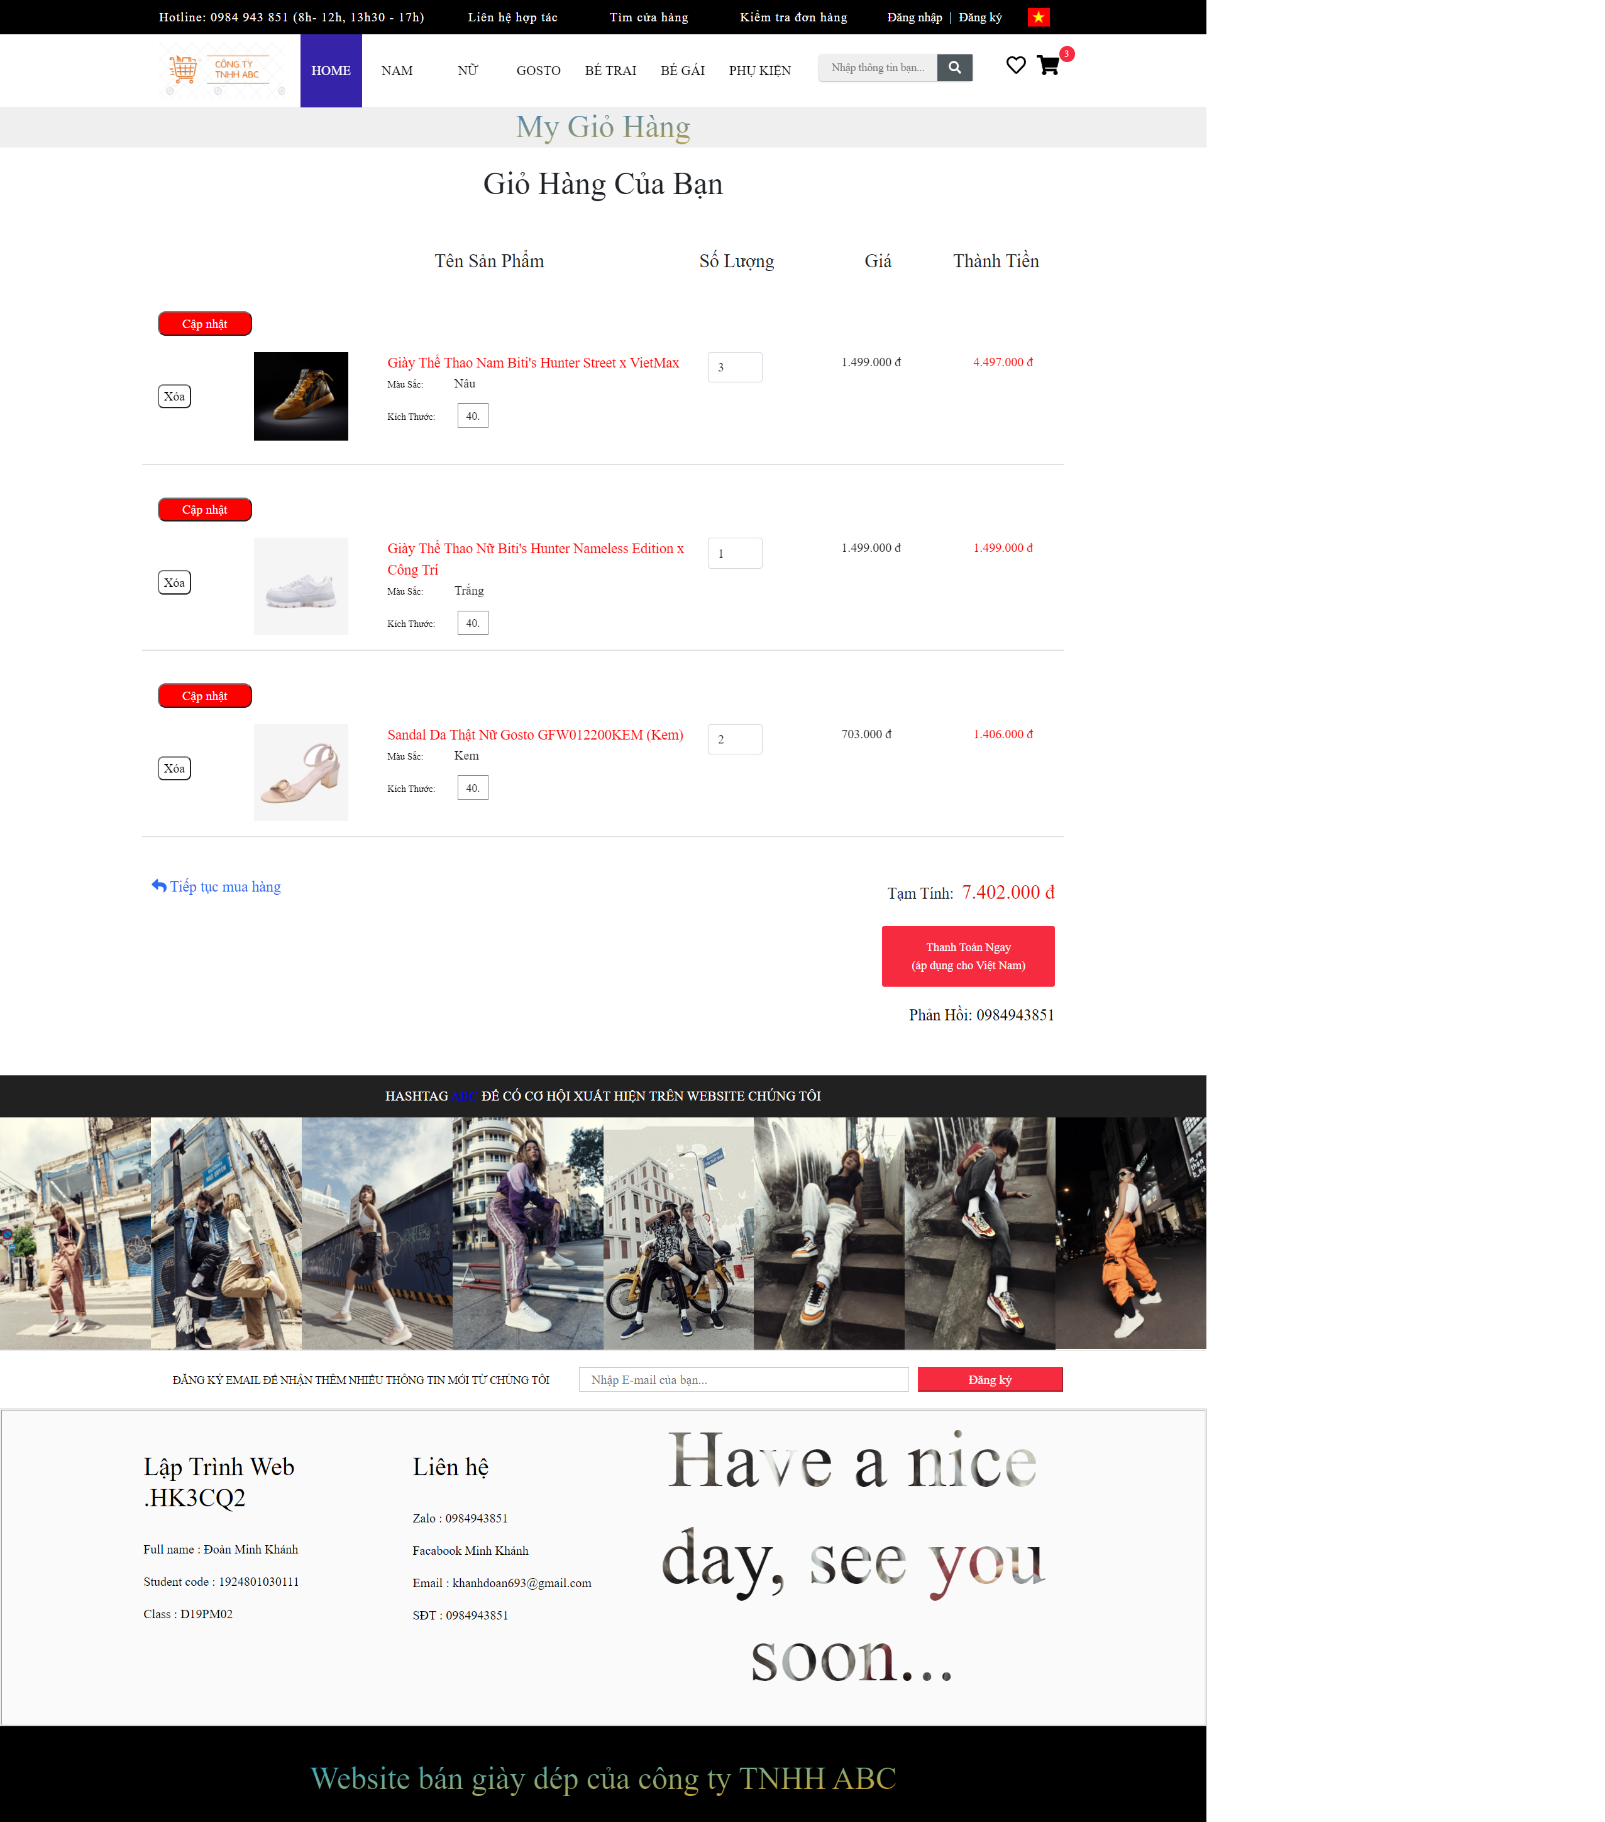 Hotline: 0984 943 851 (8h- 12h, 13h30 - 17h) Liên hệ hợp tác Tìm cửa hàng Kiểm tra đơn hàng Đăng nhập | Đăng ký
CÔNG TY
TNHH ABC
HOME NAM NỮ GOSTO BÉ TRAI BÉ GÁI PHỤ KIỆN Nhập thông tin bạn... 3
My Giỏ Hàng
Giỏ Hàng Của Bạn
Tên Sản Phẩm Số Lượng Giá Thành Tiền
Cập nhật
Giày Thể Thao Nam Biti's Hunter Street x VietMax 3 1.499.000 đ 4.497.000 đ
Màu Sắc: Nâu
Xóa
Kích Thước: 40.
Cập nhật
Giày Thể Thao Nữ Biti's Hunter Nameless Edition x 1 1.499.000 đ 1.499.000 đ
Công Trí
Xóa
Màu Sắc: Trắng
Kích Thước: 40.
Cập nhật
Sandal Da Thật Nữ Gosto GFW012200KEM (Kem) 2 703.000 đ 1.406.000 đ
Màu Sắc: Kem
Xóa
Kích Thước: 40.
Tiếp tục mua hàng
Tạm Tính: 7.402.000 đ
Thanh Toán Ngay
(áp dụng cho Việt Nam)
Phản Hồi: 0984943851
HASHTAG ABC ĐỂ CÓ CƠ HỘI XUẤT HIỆN TRÊN WEBSITE CHÚNG TÔI
ĐĂNG KÝ EMAIL ĐỂ NHẬN THÊM NHIỀU THÔNG TIN MỚI TỪ CHÚNG TÔI Nhập E-mail của bạn... Đăng ký
Lập Trình Web
.HK3CQ2
Full name : Đoàn Minh Khánh
Student code : 1924801030111
Class : D19PM02
Liên hệ
Zalo : 0984943851
Facabook Minh Khánh
Email : khanhdoan693@gmail.com
SĐT : 0984943851
Have a nice
day, see you
soon...
Website bán giày dép của công ty TNHH ABC